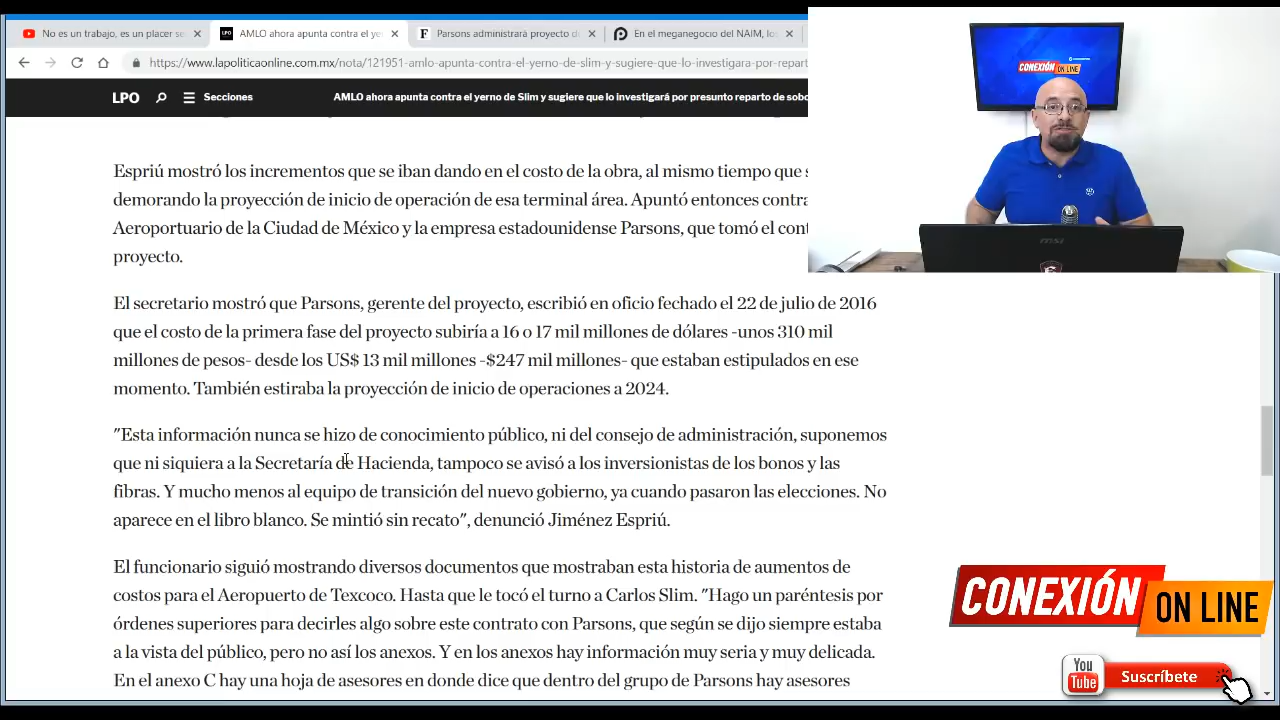 No es un trabajo, es un placer se
AMLO ahora apunta contra el ye
Parsons administrará proyecto d
En el meganegocio del NAIM, lo
https://www.lapoliticaonline.com.mx/nota/121951-amlo-apunta-contra-el-yerno-de-slim-y-sugiere-que-lo-investigara-por-repart
LPO Secciones AMLO ahora apunta contra el yerno de Slim y sugiere que lo investigará por presunto reparto de sobo
CONEXIÓN ON LINE
Espriú mostró los incrementos que se iban dando en el costo de la obra, al mismo tiempo que s
demorando la proyección de inicio de operación de esa terminal área. Apuntó entonces contra
Aeroportuario de la Ciudad de México y la empresa estadounidense Parsons, que tomó el cont
proyecto.
El secretario mostró que Parsons, gerente del proyecto, escribió en oficio fechado el 22 de julio de 2016
que el costo de la primera fase del proyecto subiría a 16 o 17 mil millones de dólares -unos 310 mil
millones de pesos- desde los US$ 13 mil millones -$247 mil millones- que estaban estipulados en ese
momento. También estiraba la proyección de inicio de operaciones a 2024.
"Esta información nunca se hizo de conocimiento público, ni del consejo de administración, suponemos
que ni siquiera a la Secretaría de Hacienda, tampoco se avisó a los inversionistas de los bonos y las
fibras. Y mucho menos al equipo de transición del nuevo gobierno, ya cuando pasaron las elecciones. No
aparece en el libro blanco. Se mintió sin recato", denunció Jiménez Espriú.
El funcionario siguió mostrando diversos documentos que mostraban esta historia de aumentos de
costos para el Aeropuerto de Texcoco. Hasta que le tocó el turno a Carlos Slim. "Hago un paréntesis por
órdenes superiores para decirles algo sobre este contrato con Parsons, que según se dijo siempre estaba
a la vista del público, pero no así los anexos. Y en los anexos hay información muy seria y muy delicada.
En el anexo C hay una hoja de asesores en donde dice que dentro del grupo de Parsons hay asesores
msi
CONEXIÓN
ON LINE
You
Tube
Suscríbete